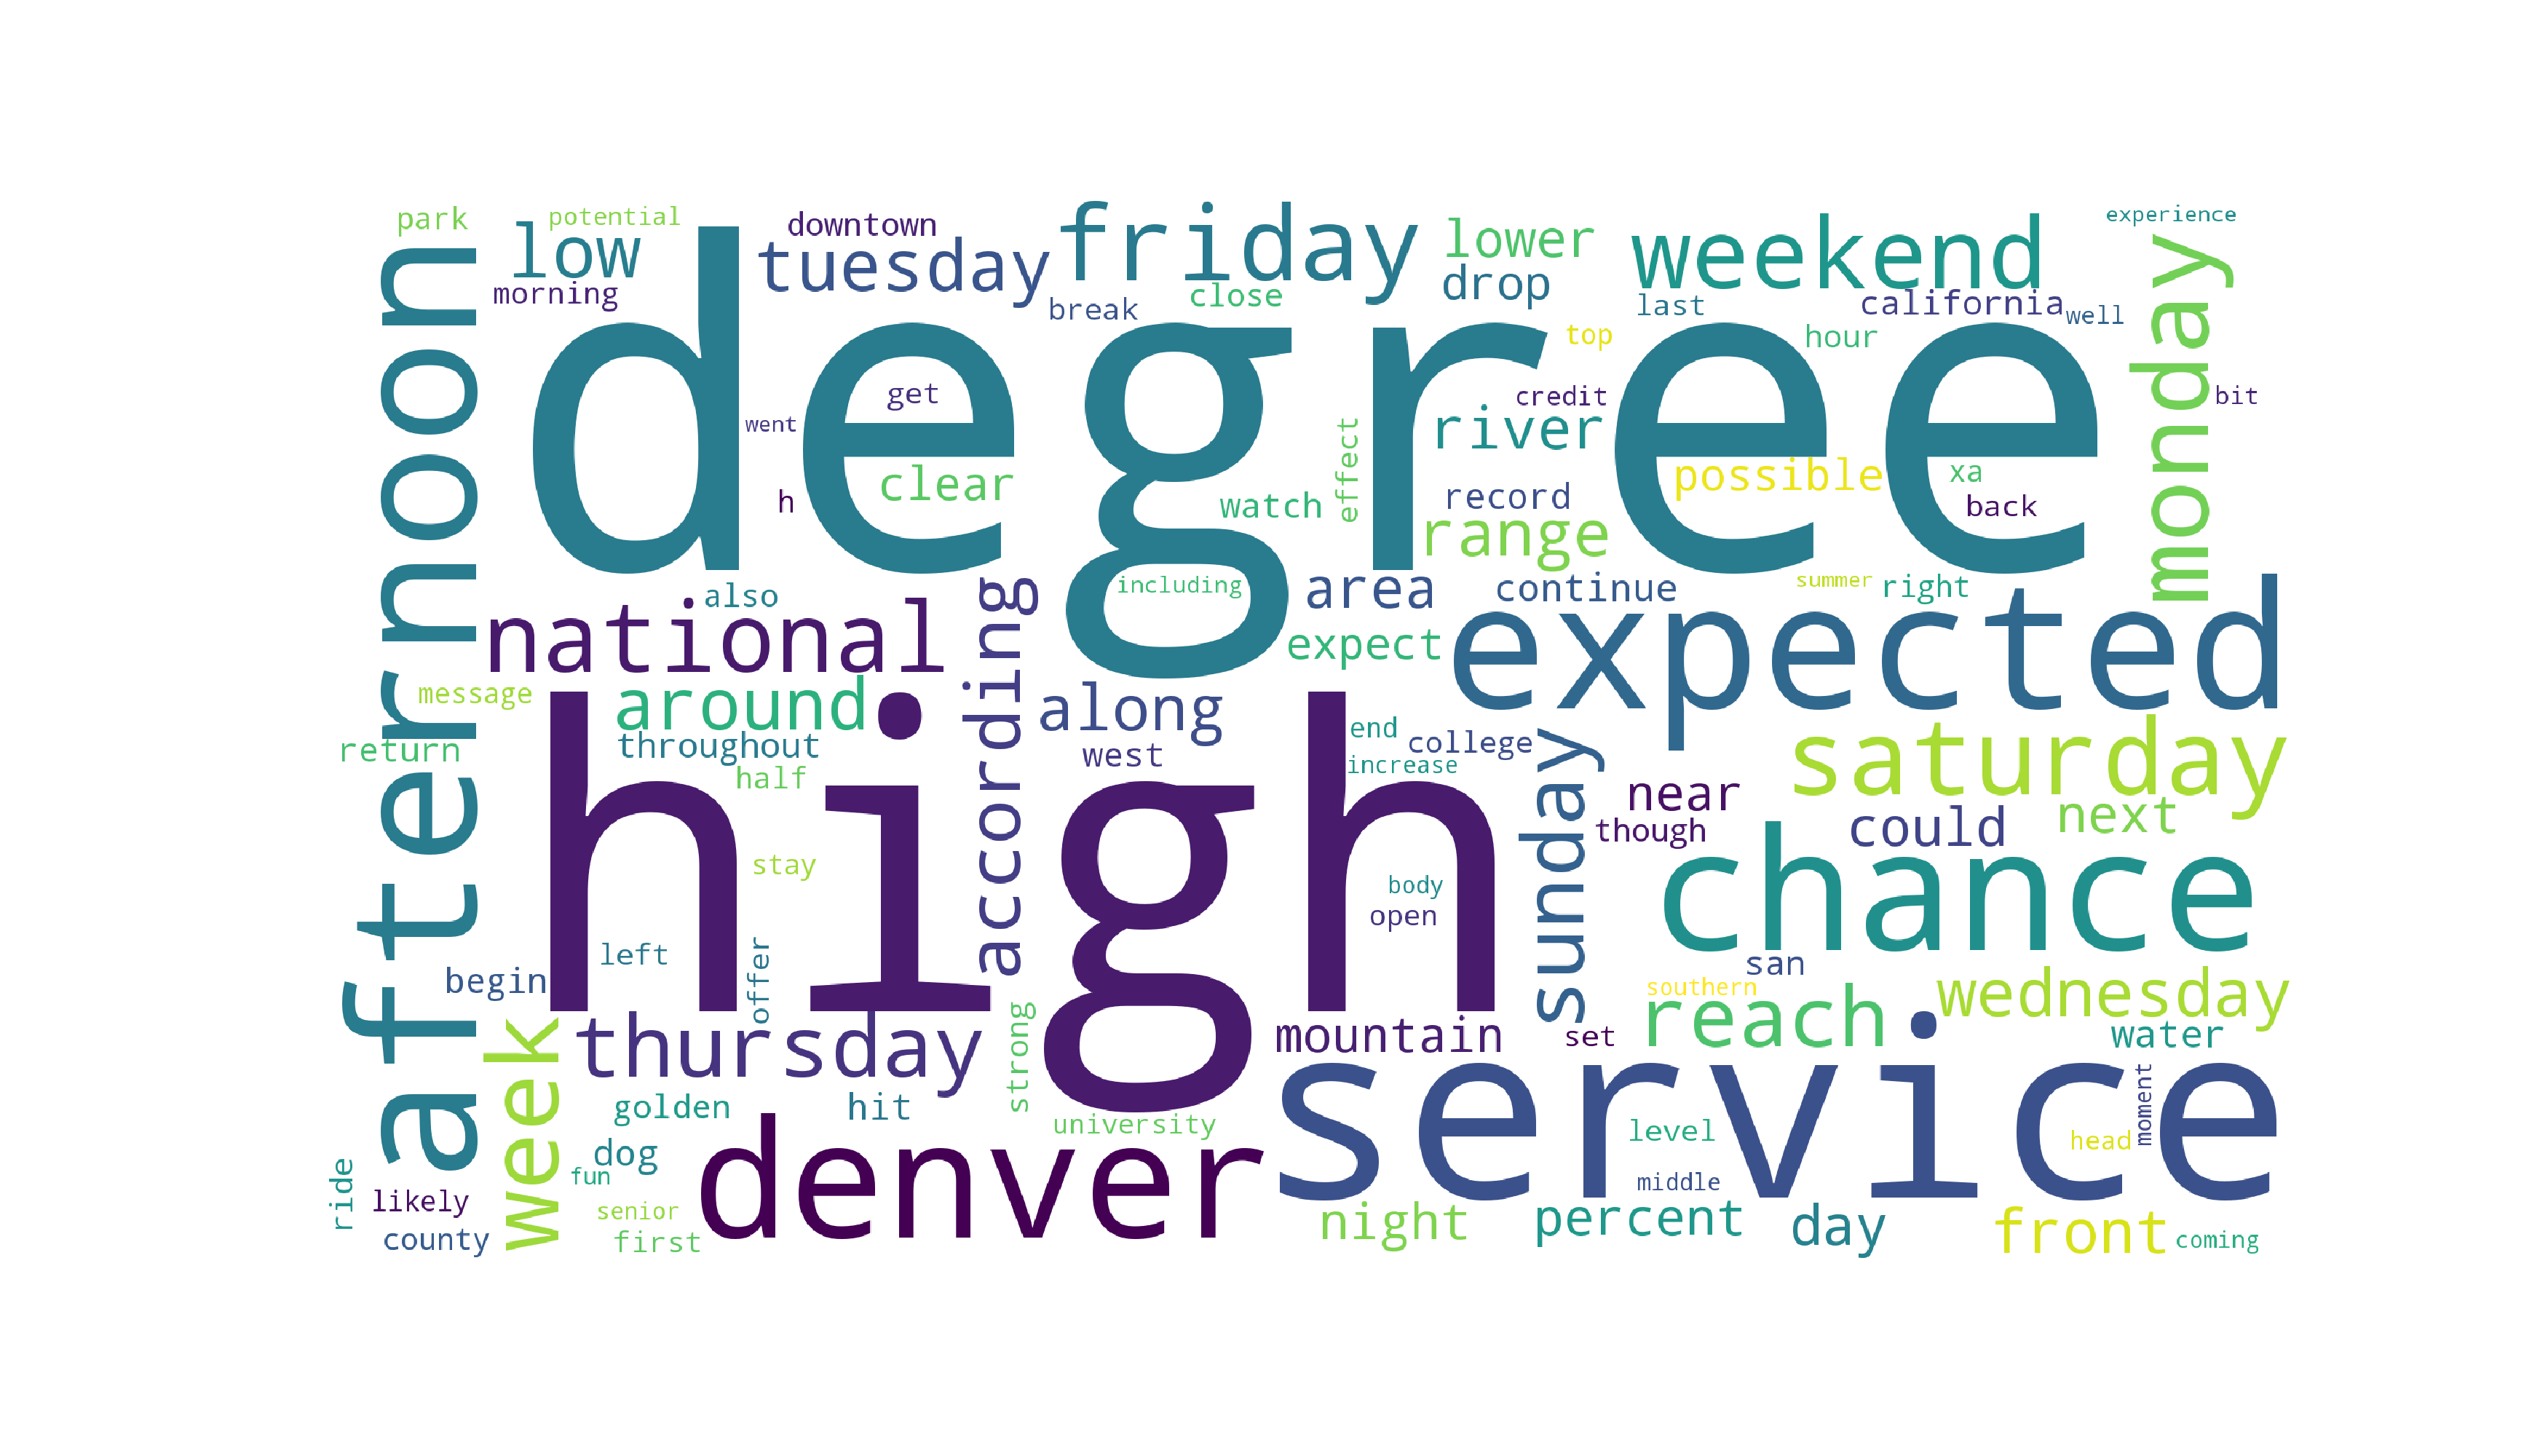 park
potential
downtown
friday
lower
weekend
experience
low
tuesday
drop
monday
morning
break
close
last
california
well
afternoon
degree
top
hour
get
credit
bit
went
effect
river
clear
possible
xa
h
watch
record
back
range
also
including
area
continue
summer
right
national
according
expect
expected
message
around
along
return
throughout
west
end
college
saturday
half
increase
sunday
near
next
high
though
could
stay
body
chance
open
left
offer
san
begin
southern
wednesday
week
thursday
strong
mountain
set
reach
water
golden
hit
university
service
moment
dog
level
head
ride
fun
denver
middle
likely
senior
night
percent
day
front
county
first
coming